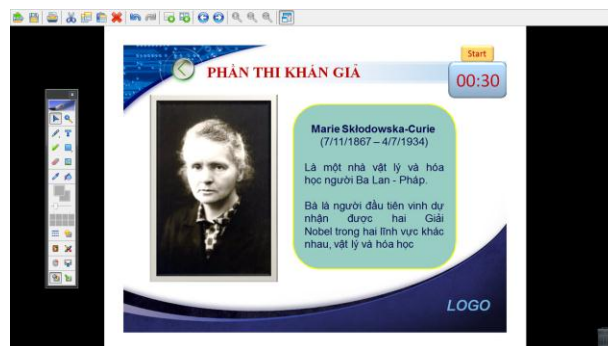 Start
PHẦN THI KHÁN GIẢ
00:30
Marie Skłodowska-Curie
(7/11/1867 – 4/7/1934)
Là một nhà vật lý và hóa
học người Ba Lan - Pháp.
Bà là người đầu tiên vinh dự
nhận được hai Giải
Nobel trong hai lĩnh vực khác
nhau, vật lý và hóa học
LOGO